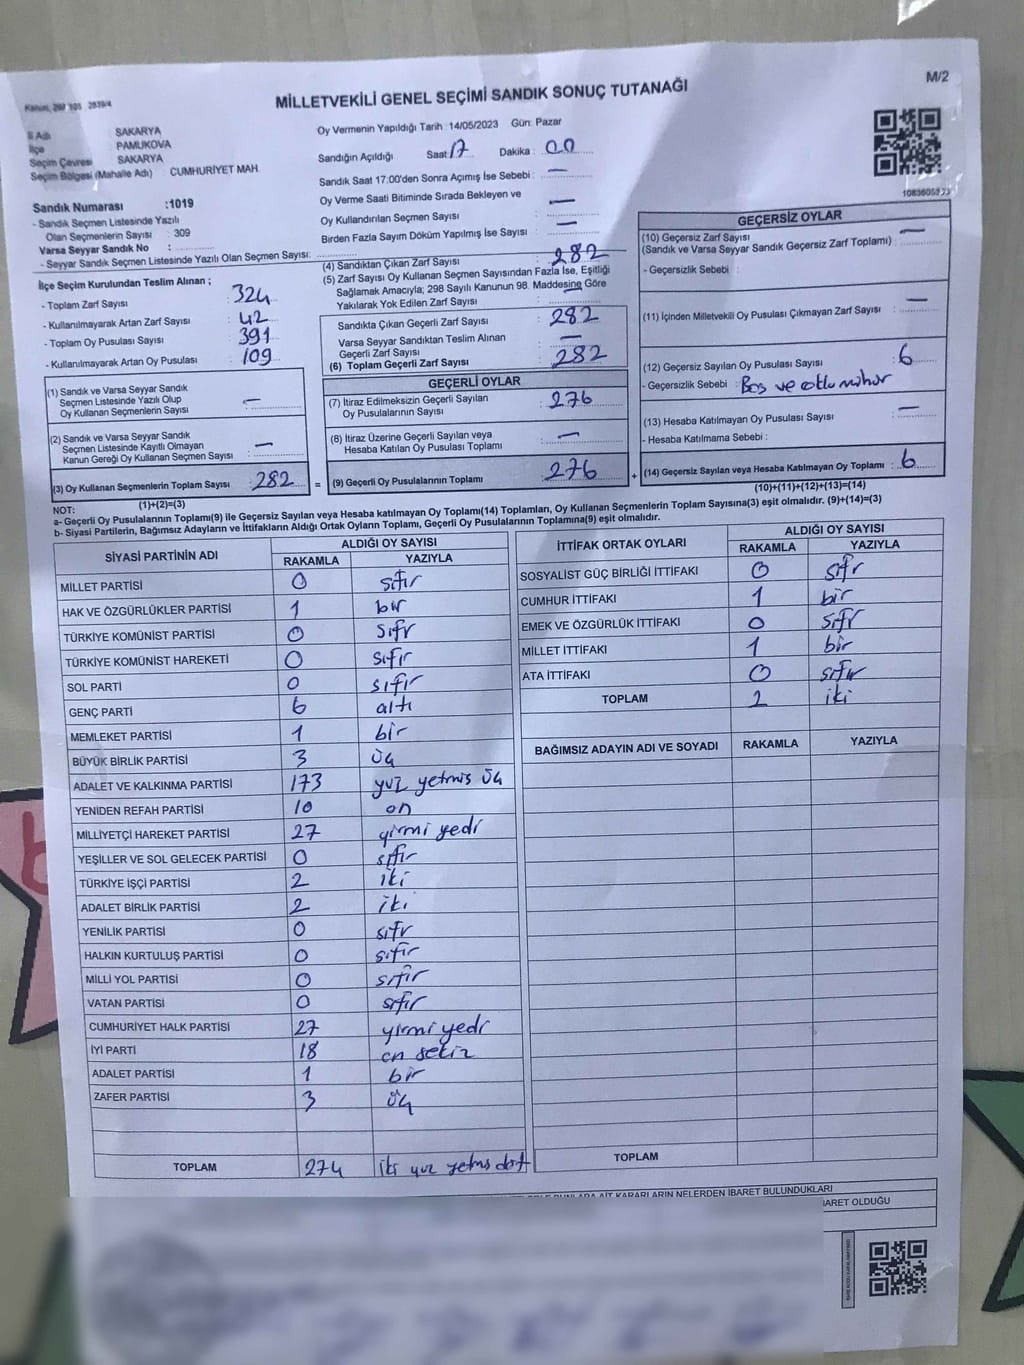 Kanun, 298 105 2839/4
MİLLETVEKİLİ GENEL SEÇİMİ SANDIK SONUÇ TUTANAĞI
M/2
İl Adı SAKARYA
İlçe PAMUKOVA
Seçim Çevresi SAKARYA
Seçim Bölgesi (Mahalle Adı) CUMHURİYET MAH.
Sandık Numarası :1019
- Sandık Seçmen Listesinde Yazılı
Olan Seçmenlerin Sayısı : 309
Varsa Seyyar Sandık No :
- Seyyar Sandık Seçmen Listesinde Yazılı Olan Seçmen Sayısı:
Oy Vermenin Yapıldığı Tarih :14/05/2023 Gün: Pazar
Sandığın Açıldığı Saat: 17 Dakika : 00
Sandık Saat 17:00'den Sonra Açımış İse Sebebi : —
Oy Verme Saati Bitiminde Sırada Bekleyen ve
Oy Kullandırılan Seçmen Sayısı : —
Birden Fazla Sayım Döküm Yapılmış İse Sayısı : —
İlçe Seçim Kurulundan Teslim Alınan ;
- Toplam Zarf Sayısı : 324
- Kullanılmayarak Artan Zarf Sayısı : 42
- Toplam Oy Pusulası Sayısı : 391
- Kullanılmayarak Artan Oy Pusulası : 109
(4) Sandıktan Çıkan Zarf Sayısı : 282
(5) Zarf Sayısı Oy Kullanan Seçmen Sayısından Fazla İse, Eşitliği
Sağlamak Amacıyla; 298 Sayılı Kanunun 98. Maddesine Göre
Yakılarak Yok Edilen Zarf Sayısı : —
Sandıkta Çıkan Geçerli Zarf Sayısı : 282
Varsa Seyyar Sandıktan Teslim Alınan
Geçerli Zarf Sayısı : —
(6) Toplam Geçerli Zarf Sayısı : 282
GEÇERSİZ OYLAR
(10) Geçersiz Zarf Sayısı : —
(Sandık ve Varsa Seyyar Sandık Geçersiz Zarf Toplamı)
- Geçersizlik Sebebi :
(11) İçinden Milletvekili Oy Pusulası Çıkmayan Zarf Sayısı : —
(12) Geçersiz Sayılan Oy Pusulası Sayısı : 6
- Geçersizlik Sebebi : Boş ve
(13) Hesaba Katılmayan Oy Pusulası Sayısı : —
- Hesaba Katılmama Sebebi :
(14) Geçersiz Sayılan veya Hesaba Katılmayan Oy Toplamı : 6
(10)+(11)+(12)+(13)=(14)
(1) Sandık ve Varsa Seyyar Sandık
Seçmen Listesinde Yazılı Olup
Oy Kullanan Seçmenlerin Sayısı : —
(2) Sandık ve Varsa Seyyar Sandık
Seçmen Listesinde Kayıtlı Olmayan
Kanun Gereği Oy Kullanan Seçmen Sayısı : —
(3) Oy Kullanan Seçmenlerin Toplam Sayısı : 282
(1)+(2)=(3)
GEÇERLİ OYLAR
(7) İtiraz Edilmeksizin Geçerli Sayılan
Oy Pusulalarının Sayısı : 276
(8) İtiraz Üzerine Geçerli Sayılan veya
Hesaba Katılan Oy Pusulası Toplamı : —
= (9) Geçerli Oy Pusulalarının Toplamı : 276 +
NOT:
a- Geçerli Oy Pusulalarının Toplamı(9) ile Geçersiz Sayılan veya Hesaba Katılmayan Oy Toplamı(14) Toplamları, Oy Kullanan Seçmenlerin Toplam Sayısına(3) eşit olmalıdır. (9)+(14)=(3)
b- Siyasi Partilerin, Bağımsız Adayların ve İttifakların Aldığı Ortak Oyların Toplamı, Geçerli Oy Pusulalarının Toplamına(9) eşit olmalıdır.
SİYASİ PARTİNİN ADI ALDIĞI OY SAYISI
RAKAMLA YAZIYLA
MİLLET PARTİSİ 0 sıfır
HAK VE ÖZGÜRLÜKLER PARTİSİ 1 bir
TÜRKİYE KOMÜNİST PARTİSİ 0 sıfr
TÜRKİYE KOMÜNİST HAREKETİ 0 sıfır
SOL PARTİ 0 sıfır
GENÇ PARTİ 6 altı
MEMLEKET PARTİSİ 1 bir
BÜYÜK BİRLİK PARTİSİ 3 üç
ADALET VE KALKINMA PARTİSİ 173 yuz yetmiş üç
YENİDEN REFAH PARTİSİ 10 on
MİLLİYETÇİ HAREKET PARTİSİ 27 yirmi yedi
YEŞİLLER VE SOL GELECEK PARTİSİ 0 sıfır
TÜRKİYE İŞÇİ PARTİSİ 2 iki
ADALET BİRLİK PARTİSİ 2 iki
YENİLİK PARTİSİ 0 sıfır
HALKIN KURTULUŞ PARTİSİ 0 sıfır
MİLLİ YOL PARTİSİ 0 sıfır
VATAN PARTİSİ 0 sıfır
CUMHURİYET HALK PARTİSİ 27 yirmi yedi
İYİ PARTİ 18 on sekiz
ADALET PARTİSİ 1 bir
ZAFER PARTİSİ 3 üç
TOPLAM 274 iki yuz yetmis dört
İTTİFAK ORTAK OYLARI ALDIĞI OY SAYISI
RAKAMLA YAZIYLA
SOSYALİST GÜÇ BİRLİĞİ İTTİFAKI 0 sıfır
CUMHUR İTTİFAKI 1 bir
EMEK VE ÖZGÜRLÜK İTTİFAKI 0 sıfır
MİLLET İTTİFAKI 1 bir
ATA İTTİFAKI 0 sıfır
TOPLAM 2 iki
BAĞIMSIZ ADAYIN ADI VE SOYADI RAKAMLA YAZIYLA
TOPLAM
AİT KARARLARIN NELERDEN İBARET BULUNDUKLARI
İBARET OLDUĞU